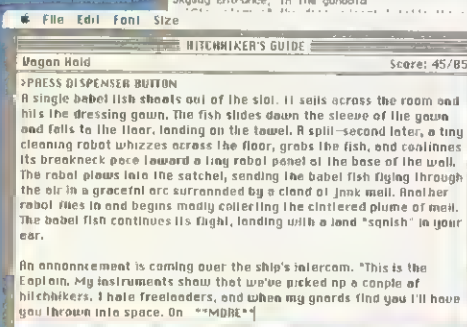 Skyway Entrance, in the gondola
File Edit Font Size
HITCHHIKER'S GUIDE
Vogon Hold Score: 45/85
>PRESS DISPENSER BUTTON
A single babel fish shoots out of the slot. It sails across the room and
hits the dressing gown. The fish slides down the sleeve of the gown
and falls to the floor, landing on the towel. A split-second later, a tiny
cleaning robot whizzes across the floor, grabs the fish, and continues
its breakneck pace toward a tiny robot panel at the base of the wall.
The robot plows into the satchel, sending the babel fish flying through
the air in a graceful arc surrounded by a cloud of junk mail. Another
robot flies in and begins madly collecting the cluttered plume of mail.
The babel fish continues its flight, landing with a loud "squish" in your
ear.
An announcement is coming over the ship's intercom. "This is the
Captain. My instruments show that we've picked up a couple of
hitchhikers. I hate freeloaders, and when my guards find you I'll have
you thrown into space. On **MORE**